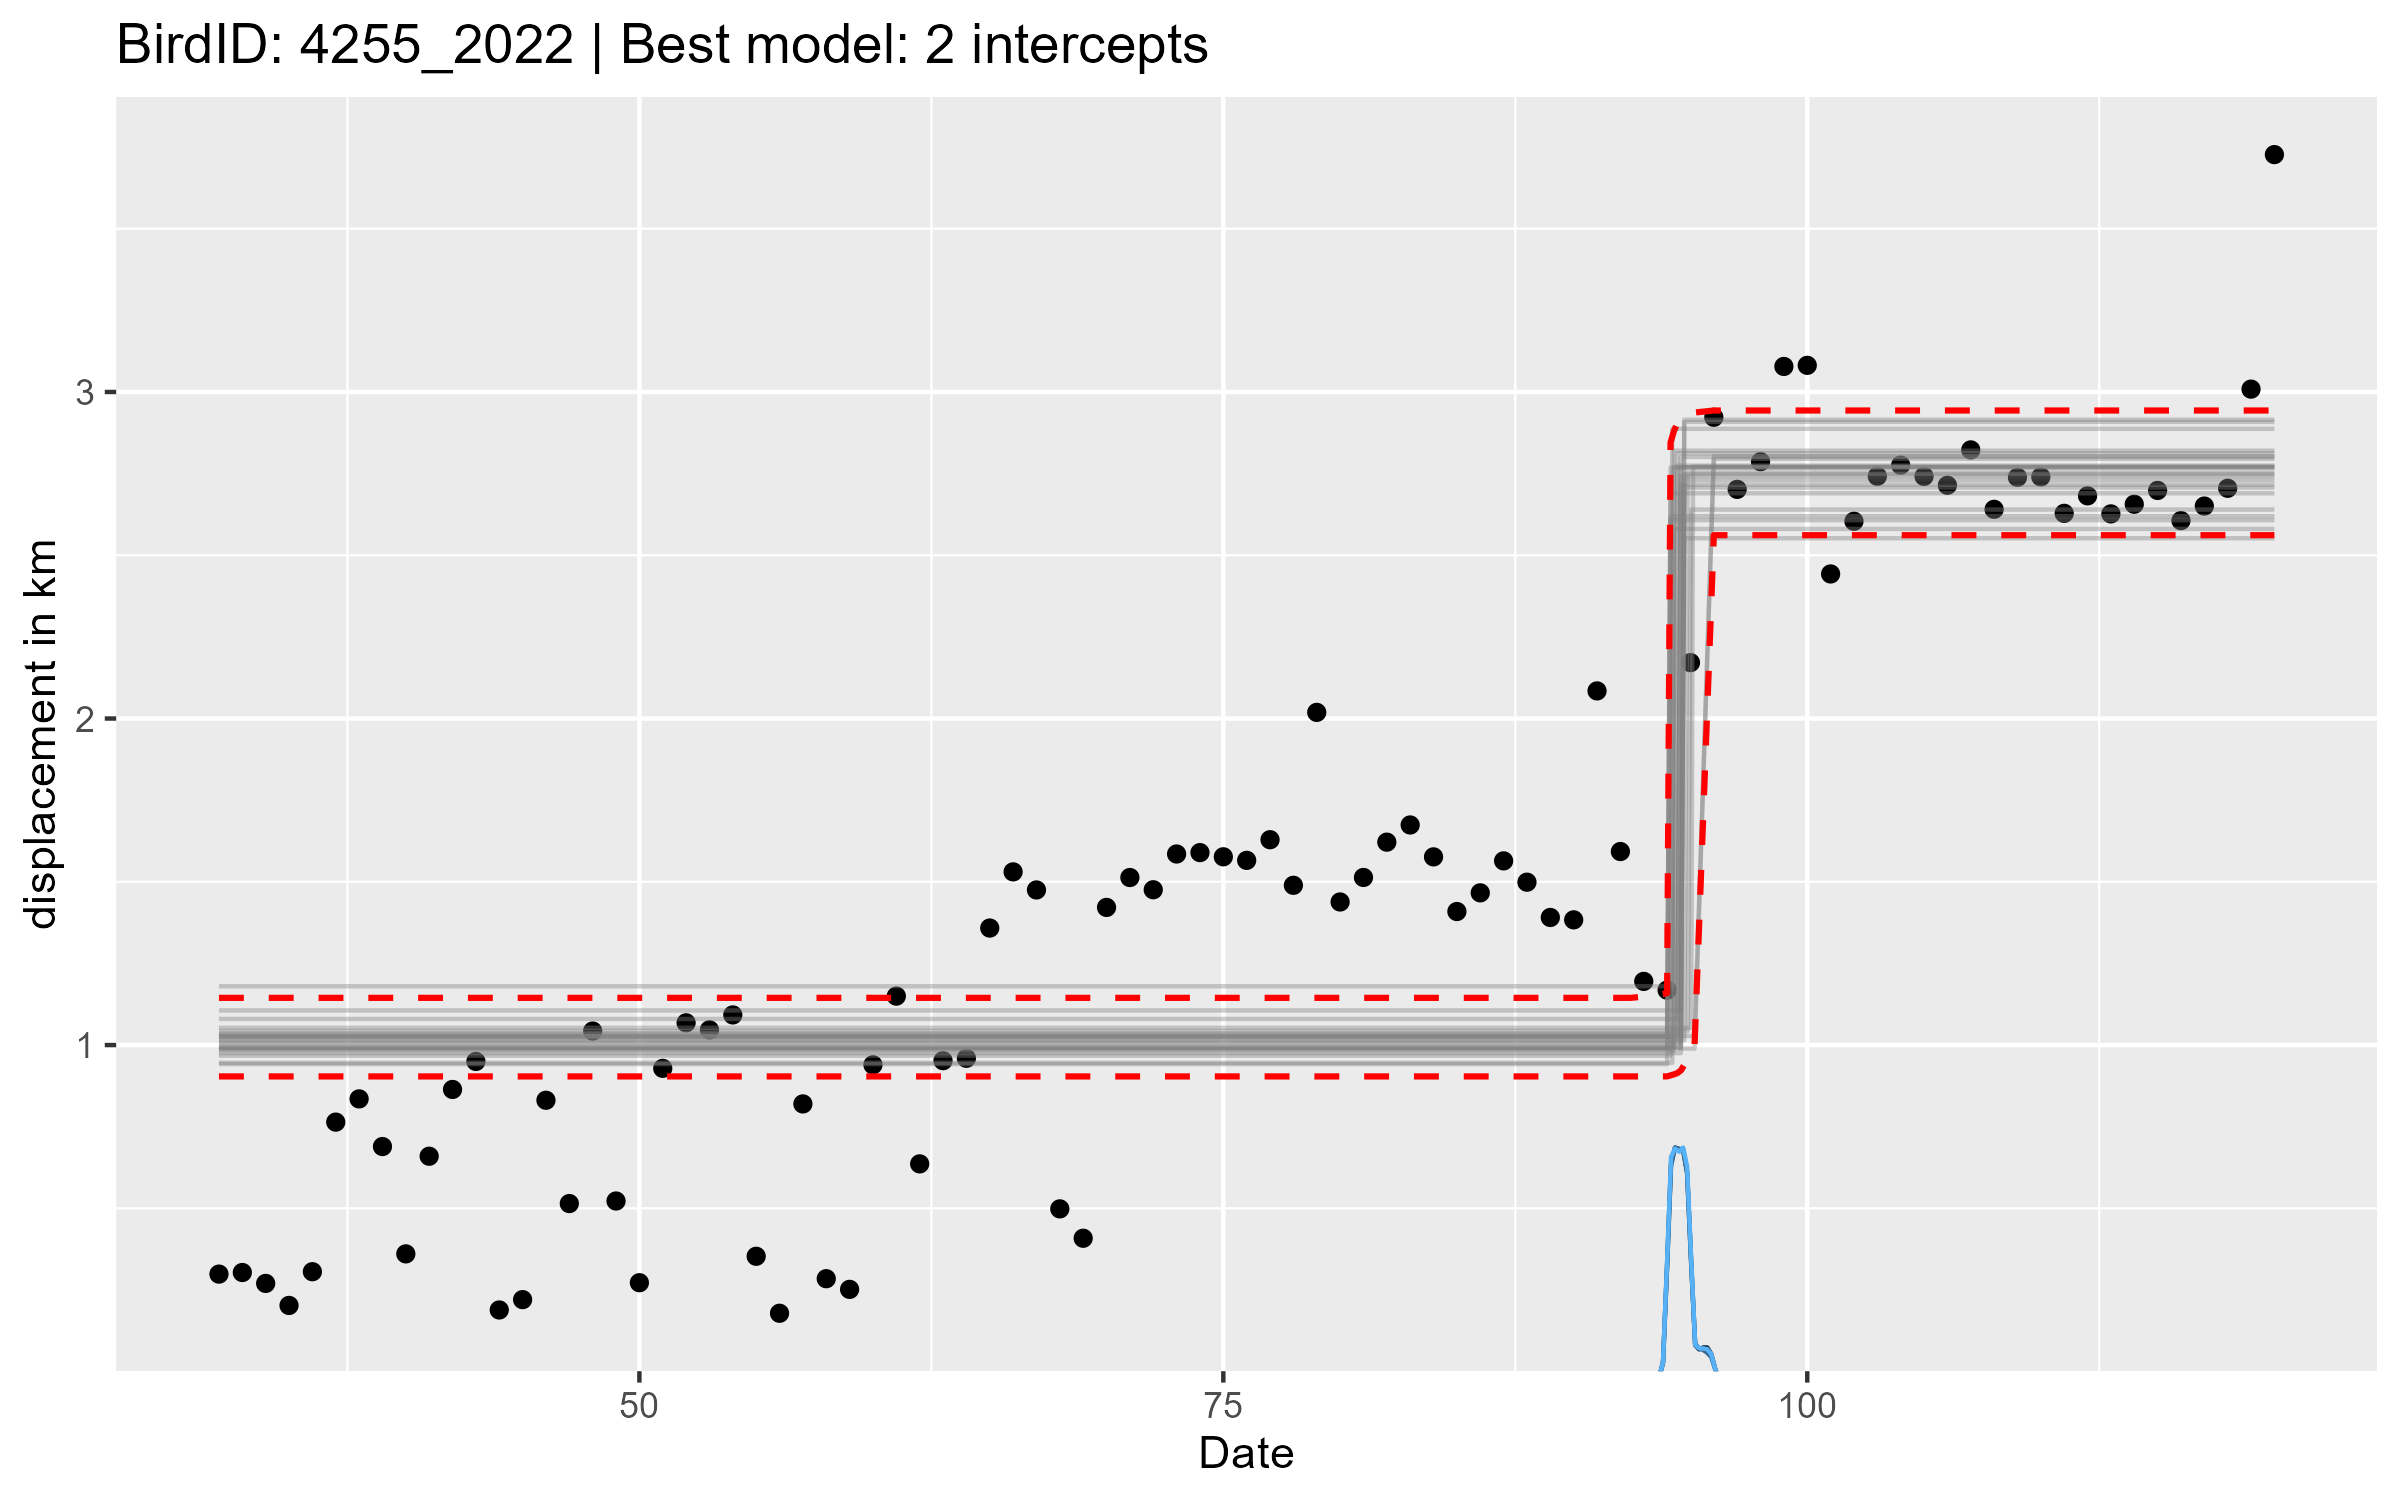 BirdID: 4255_2022 | Best model: 2 intercepts
displacement in km
3
2
1
50
75
100
Date